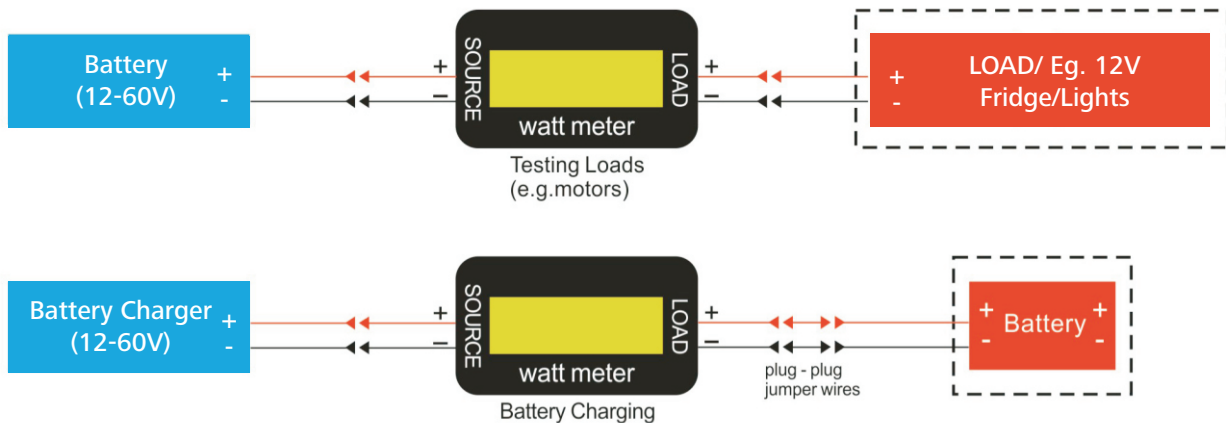 Battery
(12-60V)
+
-
+
−
SOURCE
watt meter
LOAD
+
−
+
-
LOAD/ Eg. 12V
Fridge/Lights
Testing Loads
(e.g.motors)
Battery Charger
(12-60V)
+
-
+
−
SOURCE
watt meter
LOAD
+
−
plug - plug
jumper wires
+
-
Battery
+
-
Battery Charging